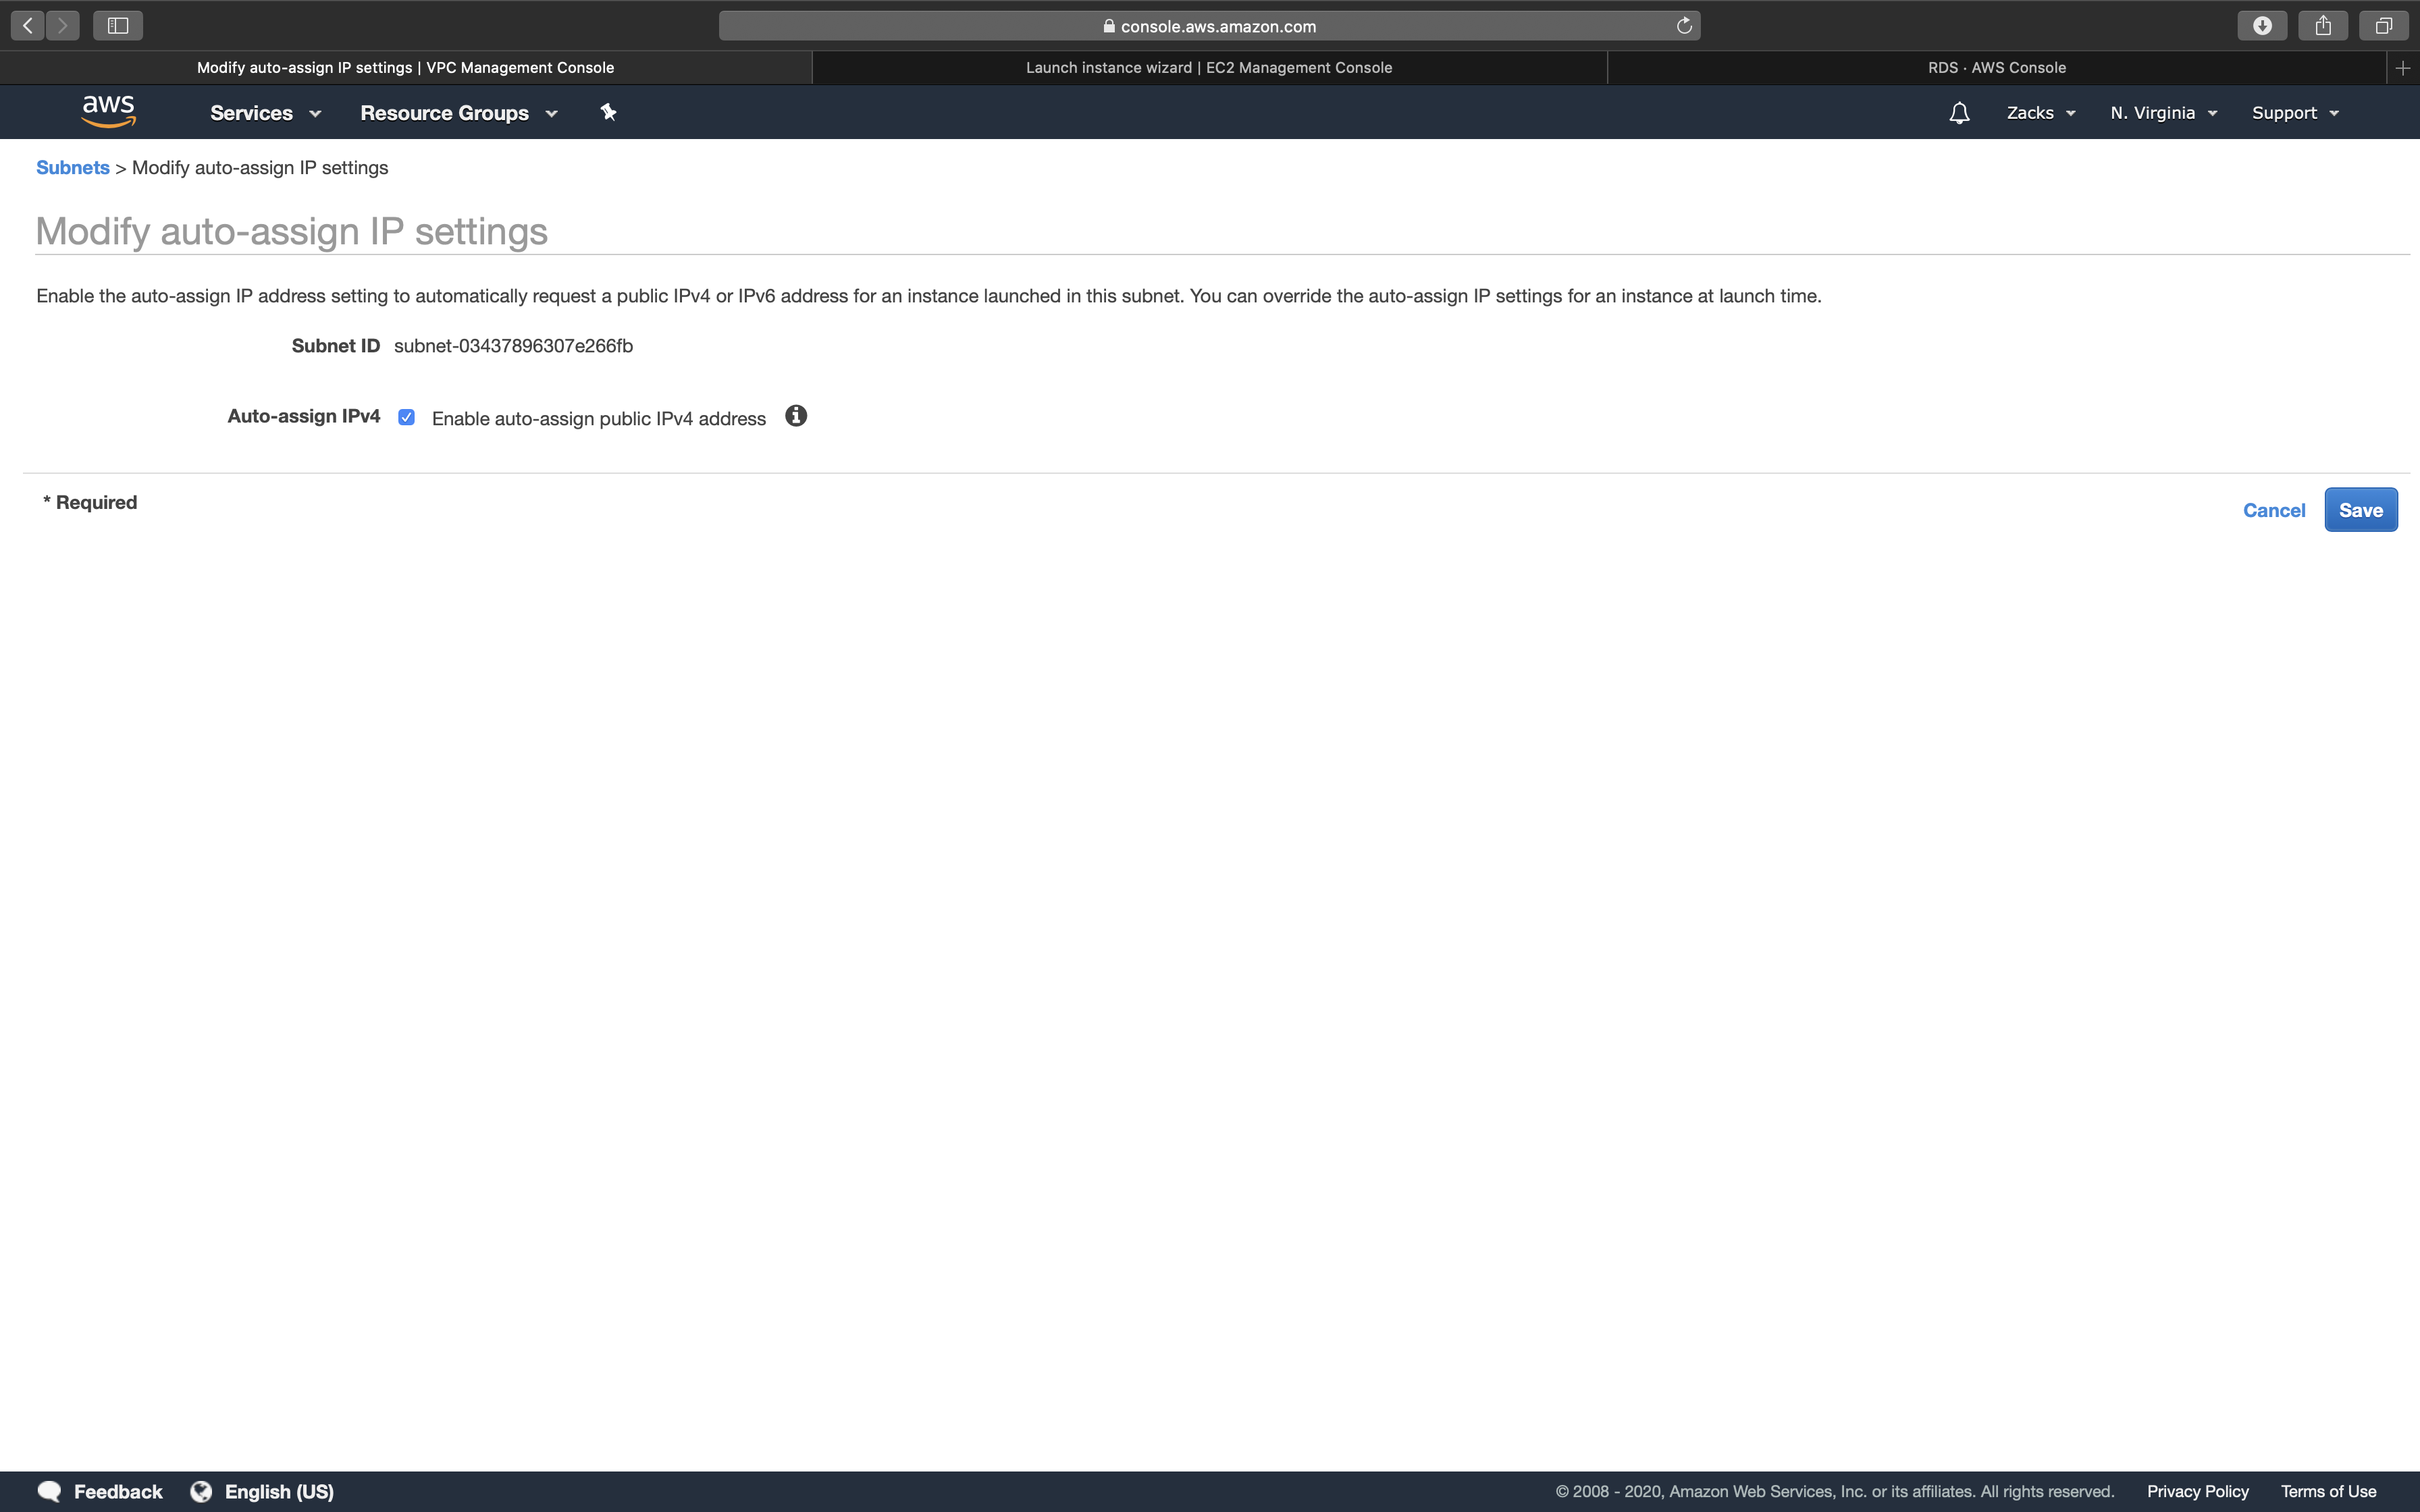 console.aws.amazon.com
Modify auto-assign IP settings | VPC Management Console
Launch instance wizard | EC2 Management Console
RDS · AWS Console
aws
Services
Resource Groups
Zacks
N. Virginia
Support
Subnets > Modify auto-assign IP settings
Modify auto-assign IP settings
Enable the auto-assign IP address setting to automatically request a public IPv4 or IPv6 address for an instance launched in this subnet. You can override the auto-assign IP settings for an instance at launch time.
Subnet ID subnet-03437896307e266fb
Auto-assign IPv4 Enable auto-assign public IPv4 address
* Required
Cancel
Save
Feedback
English (US)
© 2008 - 2020, Amazon Web Services, Inc. or its affiliates. All rights reserved.
Privacy Policy
Terms of Use